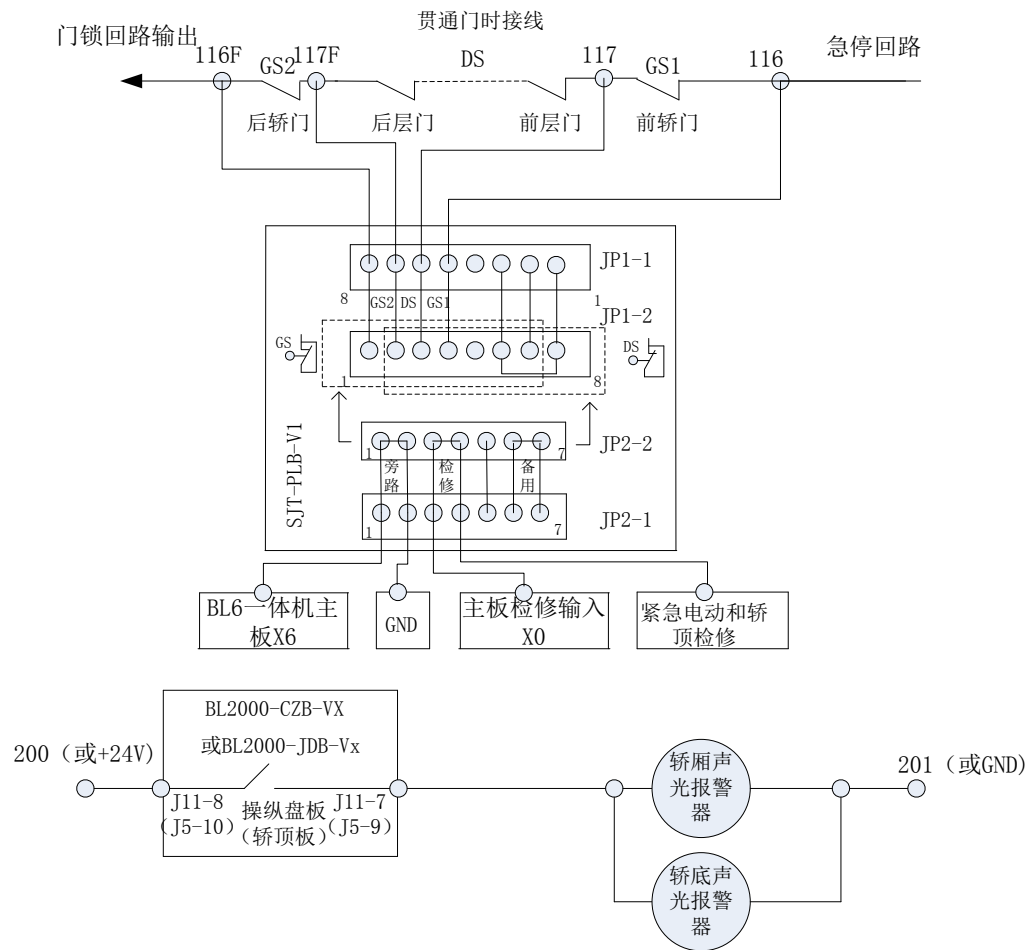 贯通门时接线
门锁回路输出
116F
GS2
117F
DS
117
GS1
116
急停回路
后轿门
后层门
前层门
前轿门
JP1-1
8
GS2
DS
GS1
1
JP1-2
GS
DS
1
8
JP2-2
1
7
旁路
检修
备用
SJT-PLB-V1
JP2-1
1
7
BL6一体机主
板X6
GND
主板检修输入
X0
紧急电动和轿
顶检修
BL2000-CZB-VX
或BL2000-JDB-Vx
200（或+24V)
J11-8
(J5-10)
操纵盘板
(轿顶板)
J11-7
(J5-9)
轿厢声
光报警
器
201（或GND)
轿底声
光报警
器